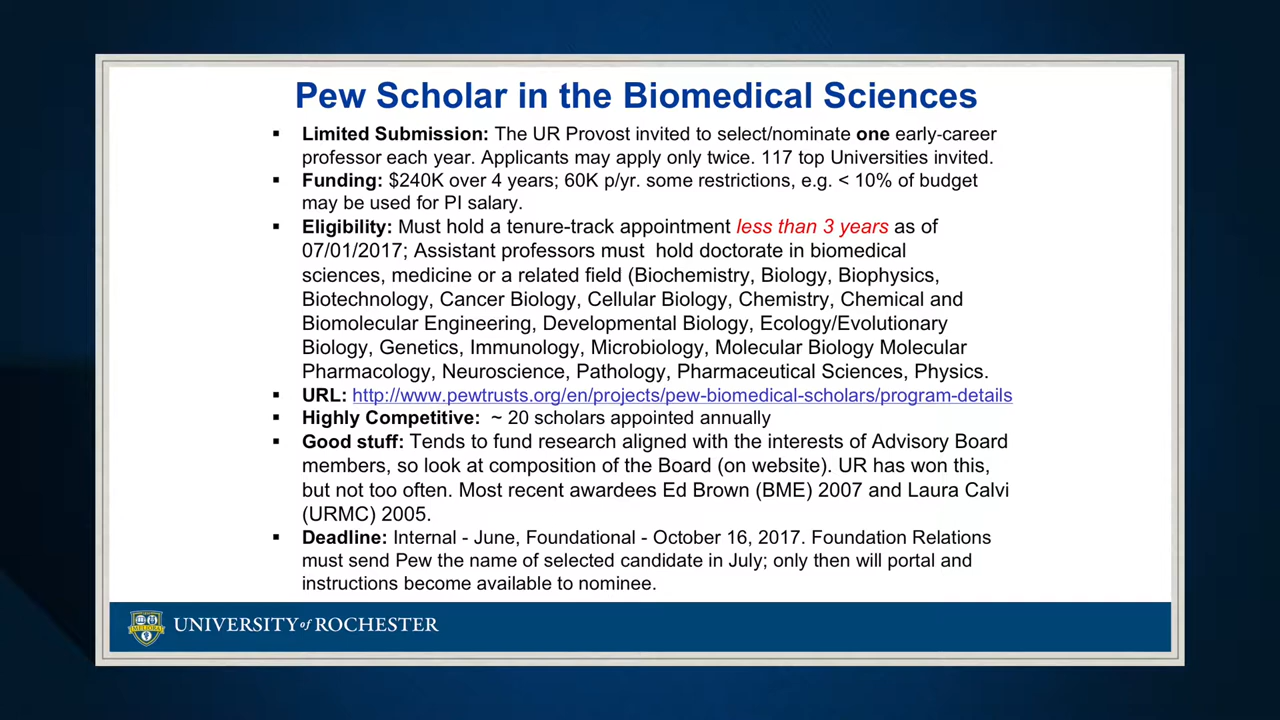 Pew Scholar in the Biomedical Sciences
▪ Limited Submission: The UR Provost invited to select/nominate one early-career
professor each year. Applicants may apply only twice. 117 top Universities invited.
▪ Funding: $240K over 4 years; 60K p/yr. some restrictions, e.g. < 10% of budget
may be used for PI salary.
▪ Eligibility: Must hold a tenure-track appointment less than 3 years as of
07/01/2017; Assistant professors must hold doctorate in biomedical
sciences, medicine or a related field (Biochemistry, Biology, Biophysics,
Biotechnology, Cancer Biology, Cellular Biology, Chemistry, Chemical and
Biomolecular Engineering, Developmental Biology, Ecology/Evolutionary
Biology, Genetics, Immunology, Microbiology, Molecular Biology Molecular
Pharmacology, Neuroscience, Pathology, Pharmaceutical Sciences, Physics.
▪ URL: http://www.pewtrusts.org/en/projects/pew-biomedical-scholars/program-details
▪ Highly Competitive: ~ 20 scholars appointed annually
▪ Good stuff: Tends to fund research aligned with the interests of Advisory Board
members, so look at composition of the Board (on website). UR has won this,
but not too often. Most recent awardees Ed Brown (BME) 2007 and Laura Calvi
(URMC) 2005.
▪ Deadline: Internal - June, Foundational - October 16, 2017. Foundation Relations
must send Pew the name of selected candidate in July; only then will portal and
instructions become available to nominee.
MELIORA
UNIVERSITY of ROCHESTER